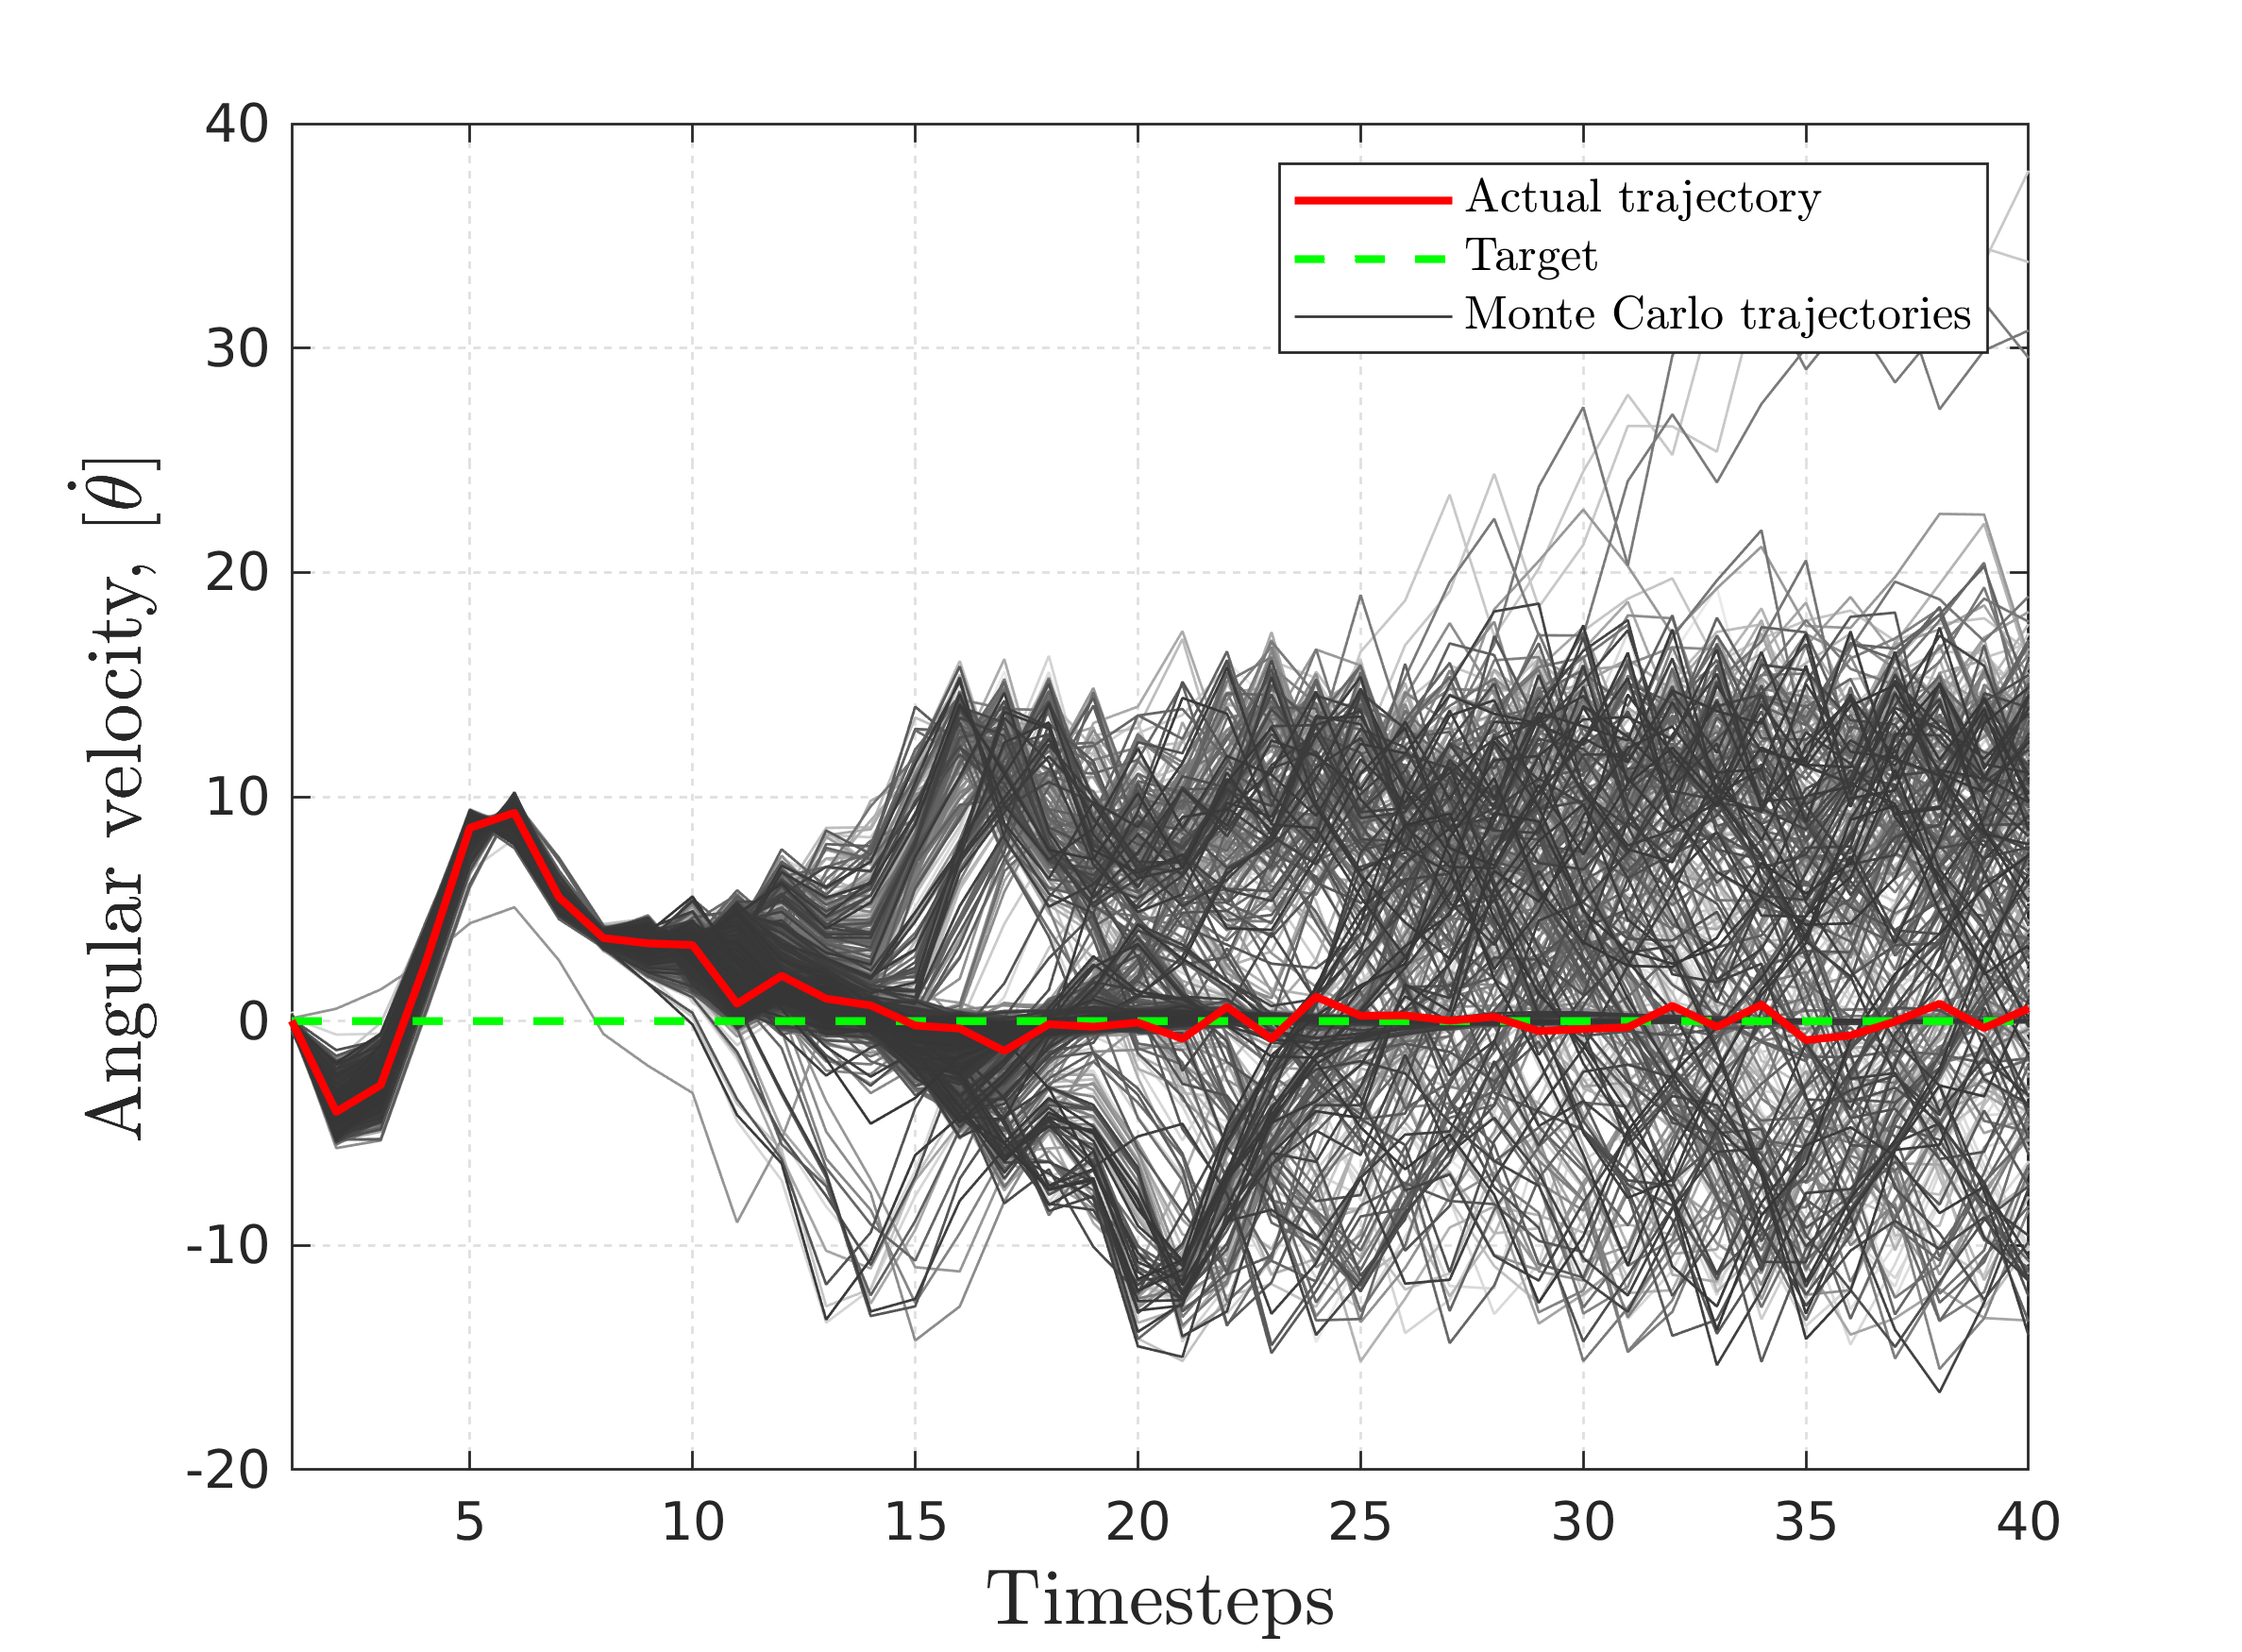 40
30
20
10
0
-10
-20
Angular velocity, [θ̇]
Actual trajectory
Target
Monte Carlo trajectories
5 10 15 20 25 30 35 40
Timesteps